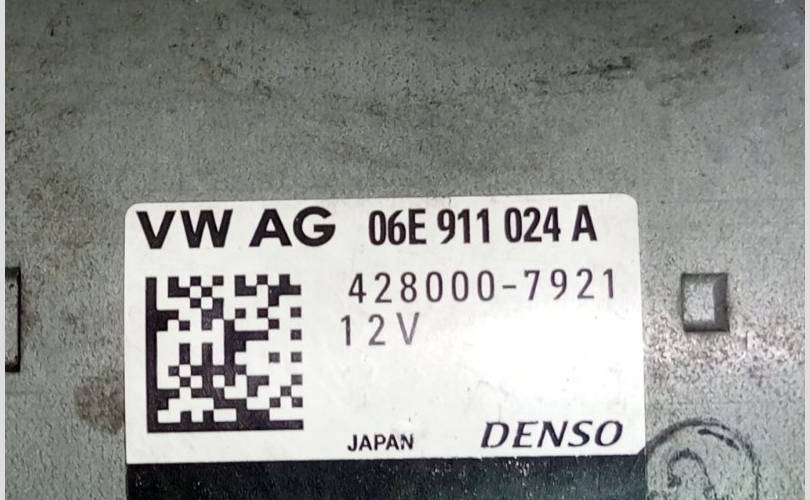 VW AG 06E 911 024 A
428000-7921
12V
JAPAN DENSO